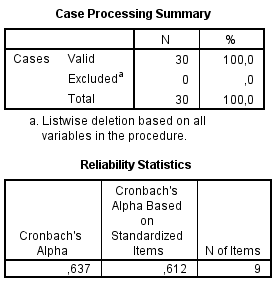 Case Processing Summary
N %
Cases Valid 30 100,0
Excludedª 0 ,0
Total 30 100,0
a. Listwise deletion based on all
variables in the procedure.
Reliability Statistics
Cronbach's
Alpha Based
on
Cronbach's Standardized
Alpha Items N of Items
,637 ,612 9